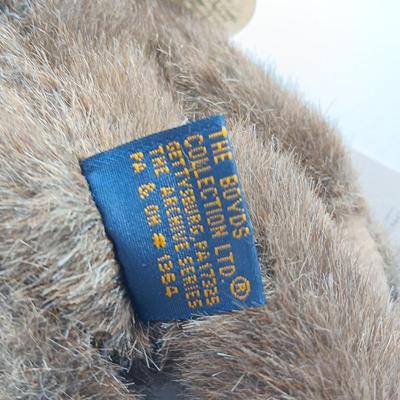 THE BOYDS
COLLECTION LTD®
GETTYSBURG, PA 17325
THE ARCHIVE SERIES
PA & OH #1364